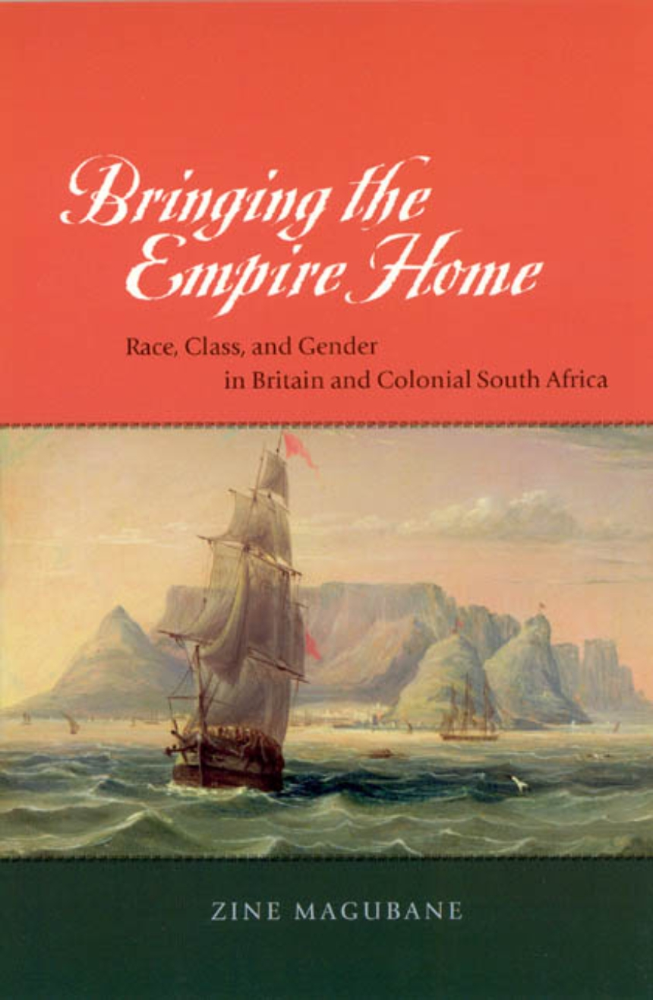 Bringing the
Empire Home
Race, Class, and Gender
in Britain and Colonial South Africa
ZINE MAGUBANE